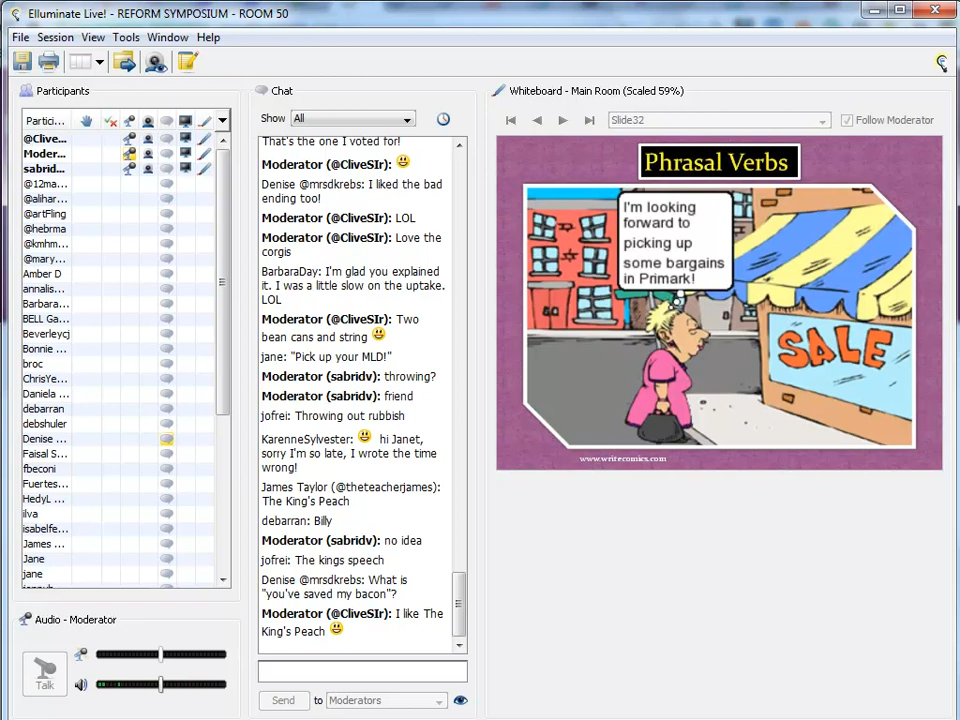 Elluminate Live! - REFORM SYMPOSIUM - ROOM 50
File Session View Tools Window Help
Participants
Partici...
@Clive...
Moder...
sabrid...
@12ma...
@alihar...
@artFling
@hebrma
@kmhm...
@mary...
Amber D
annalis...
Barbara...
BELL Ga...
Beverleycj
Bonnie ...
broc
ChrisYe...
Daniela ...
debarran
debshuler
Denise ...
Faisal S...
fbeconi
Fuertes...
HedyL ...
ilva
isabelfe...
James ...
Jane
jane
Audio - Moderator
Talk
Chat
Show All
That's the one I voted for!
Moderator (@CliveSIr):
Denise @mrsdkrebs: I liked the bad
ending too!
Moderator (@CliveSIr): LOL
Moderator (@CliveSIr): Love the
corgis
BarbaraDay: I'm glad you explained
it. I was a little slow on the uptake.
LOL
Moderator (@CliveSIr): Two
bean cans and string
jane: "Pick up your MLD!"
Moderator (sabridv): throwing?
Moderator (sabridv): friend
jofrei: Throwing out rubbish
KarenneSylvester: hi Janet,
sorry I'm so late, I wrote the time
wrong!
James Taylor (@theteacherjames):
The King's Peach
debarran: Billy
Moderator (sabridv): no idea
jofrei: The kings speech
Denise @mrsdkrebs: What is
"you've saved my bacon"?
Moderator (@CliveSIr): I like The
King's Peach
Send to Moderators
Whiteboard - Main Room (Scaled 59%)
Slide32
Follow Moderator
Phrasal Verbs
I'm looking
forward to
picking up
some bargains
in Primark!
SALE
www.writecomics.com